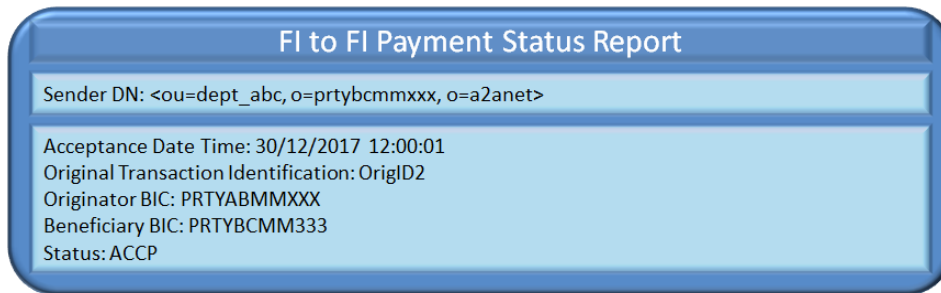 FI to FI Payment Status Report
Sender DN: <ou=dept_abc, o=prtybcmmxxx, o=a2anet>
Acceptance Date Time: 30/12/2017 12:00:01
Original Transaction Identification: OrigID2
Originator BIC: PRTYABMMXXX
Beneficiary BIC: PRTYBCMM333
Status: ACCP